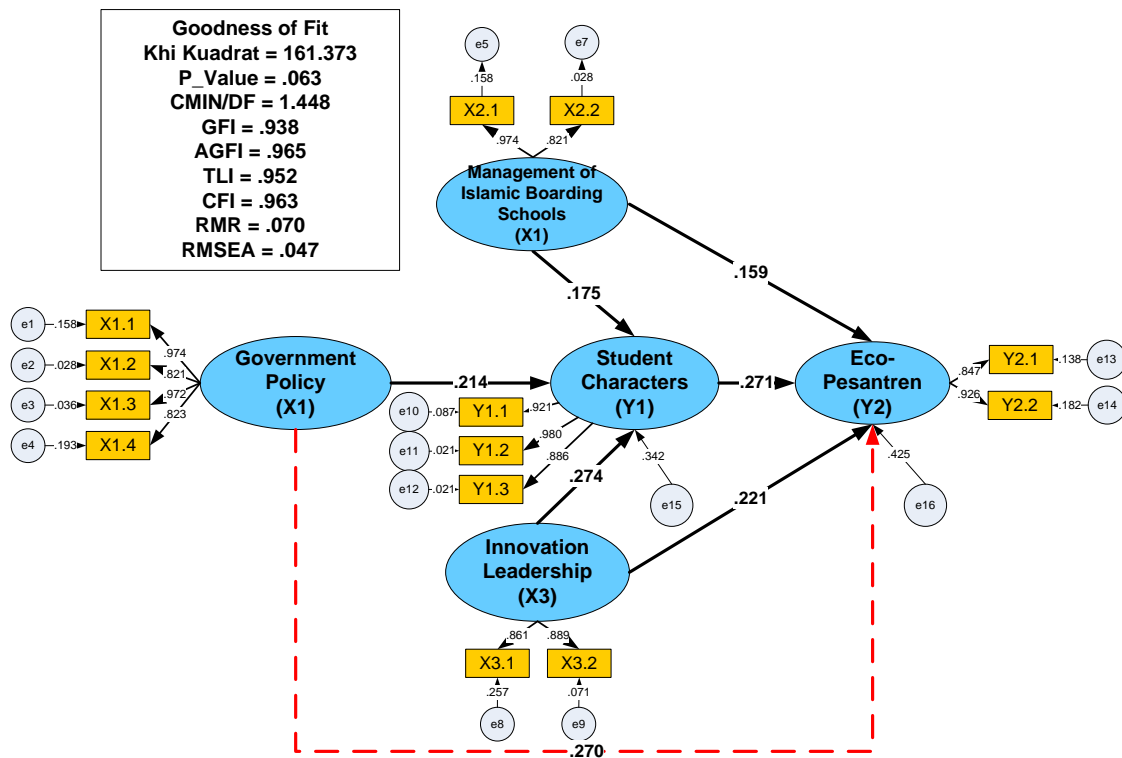 Goodness of Fit
Khi Kuadrat = 161.373
P_Value = .063
CMIN/DF = 1.448
GFI = .938
AGFI = .965
TLI = .952
CFI = .963
RMR = .070
RMSEA = .047
e5
e7
.158
.028
X2.1
X2.2
.974
.821
Management of
Islamic Boarding
Schools
(X1)
.159
.175
e1
.158
X1.1
e2
.028
X1.2
e3
.036
X1.3
e4
.193
X1.4
.974
.821
.972
.823
Government
Policy
(X1)
.214
Student
Characters
(Y1)
.271
Eco-
Pesantren
(Y2)
.847
.926
Y2.1
.138
e13
Y2.2
.182
e14
e10
.087
Y1.1
.921
e11
.021
Y1.2
.980
e12
.021
Y1.3
.886
.274
.342
e15
.221
.425
e16
Innovation
Leadership
(X3)
.861
.889
X3.1
X3.2
.257
.071
e8
e9
.270